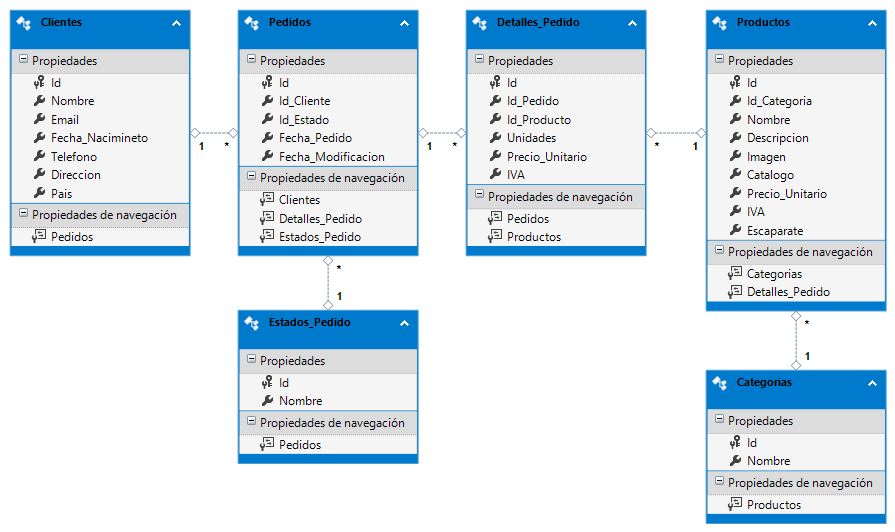 Clientes
Propiedades
Id
Nombre
Email
Fecha_Nacimineto
Telefono
Direccion
Pais
Propiedades de navegación
Pedidos
1
*
Pedidos
Propiedades
Id
Id_Cliente
Id_Estado
Fecha_Pedido
Fecha_Modificacion
Propiedades de navegación
Clientes
Detalles_Pedido
Estados_Pedido
1
*
Detalles_Pedido
Propiedades
Id
Id_Pedido
Id_Producto
Unidades
Precio_Unitario
IVA
Propiedades de navegación
Pedidos
Productos
*
1
Productos
Propiedades
Id
Id_Categoria
Nombre
Descripcion
Imagen
Catalogo
Precio_Unitario
IVA
Escaparate
Propiedades de navegación
Categorias
Detalles_Pedido
*
1
Estados_Pedido
Propiedades
Id
Nombre
Propiedades de navegación
Pedidos
*
1
Categorias
Propiedades
Id
Nombre
Propiedades de navegación
Productos